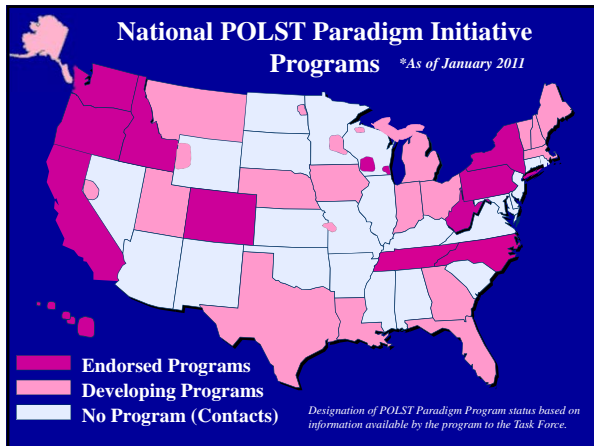 National POLST Paradigm Initiative
Programs *As of January 2011
Endorsed Programs
Developing Programs
No Program (Contacts)
Designation of POLST Paradigm Program status based on
information available by the program to the Task Force.